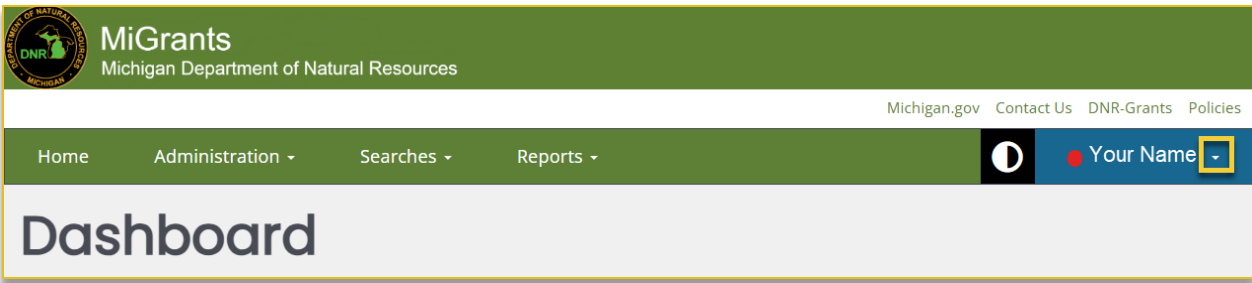 DEPARTMENT OF NATURAL RESOURCES
DNR
MICHIGAN
MiGrants
Michigan Department of Natural Resources
Michigan.gov Contact Us DNR-Grants Policies
Home Administration Searches Reports Your Name
Dashboard